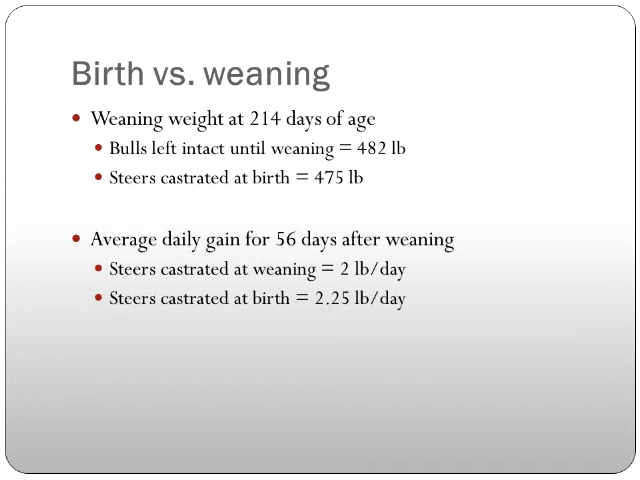 Birth vs. weaning
• Weaning weight at 214 days of age
• Bulls left intact until weaning = 482 lb
• Steers castrated at birth = 475 lb
• Average daily gain for 56 days after weaning
• Steers castrated at weaning = 2 lb/day
• Steers castrated at birth = 2.25 lb/day